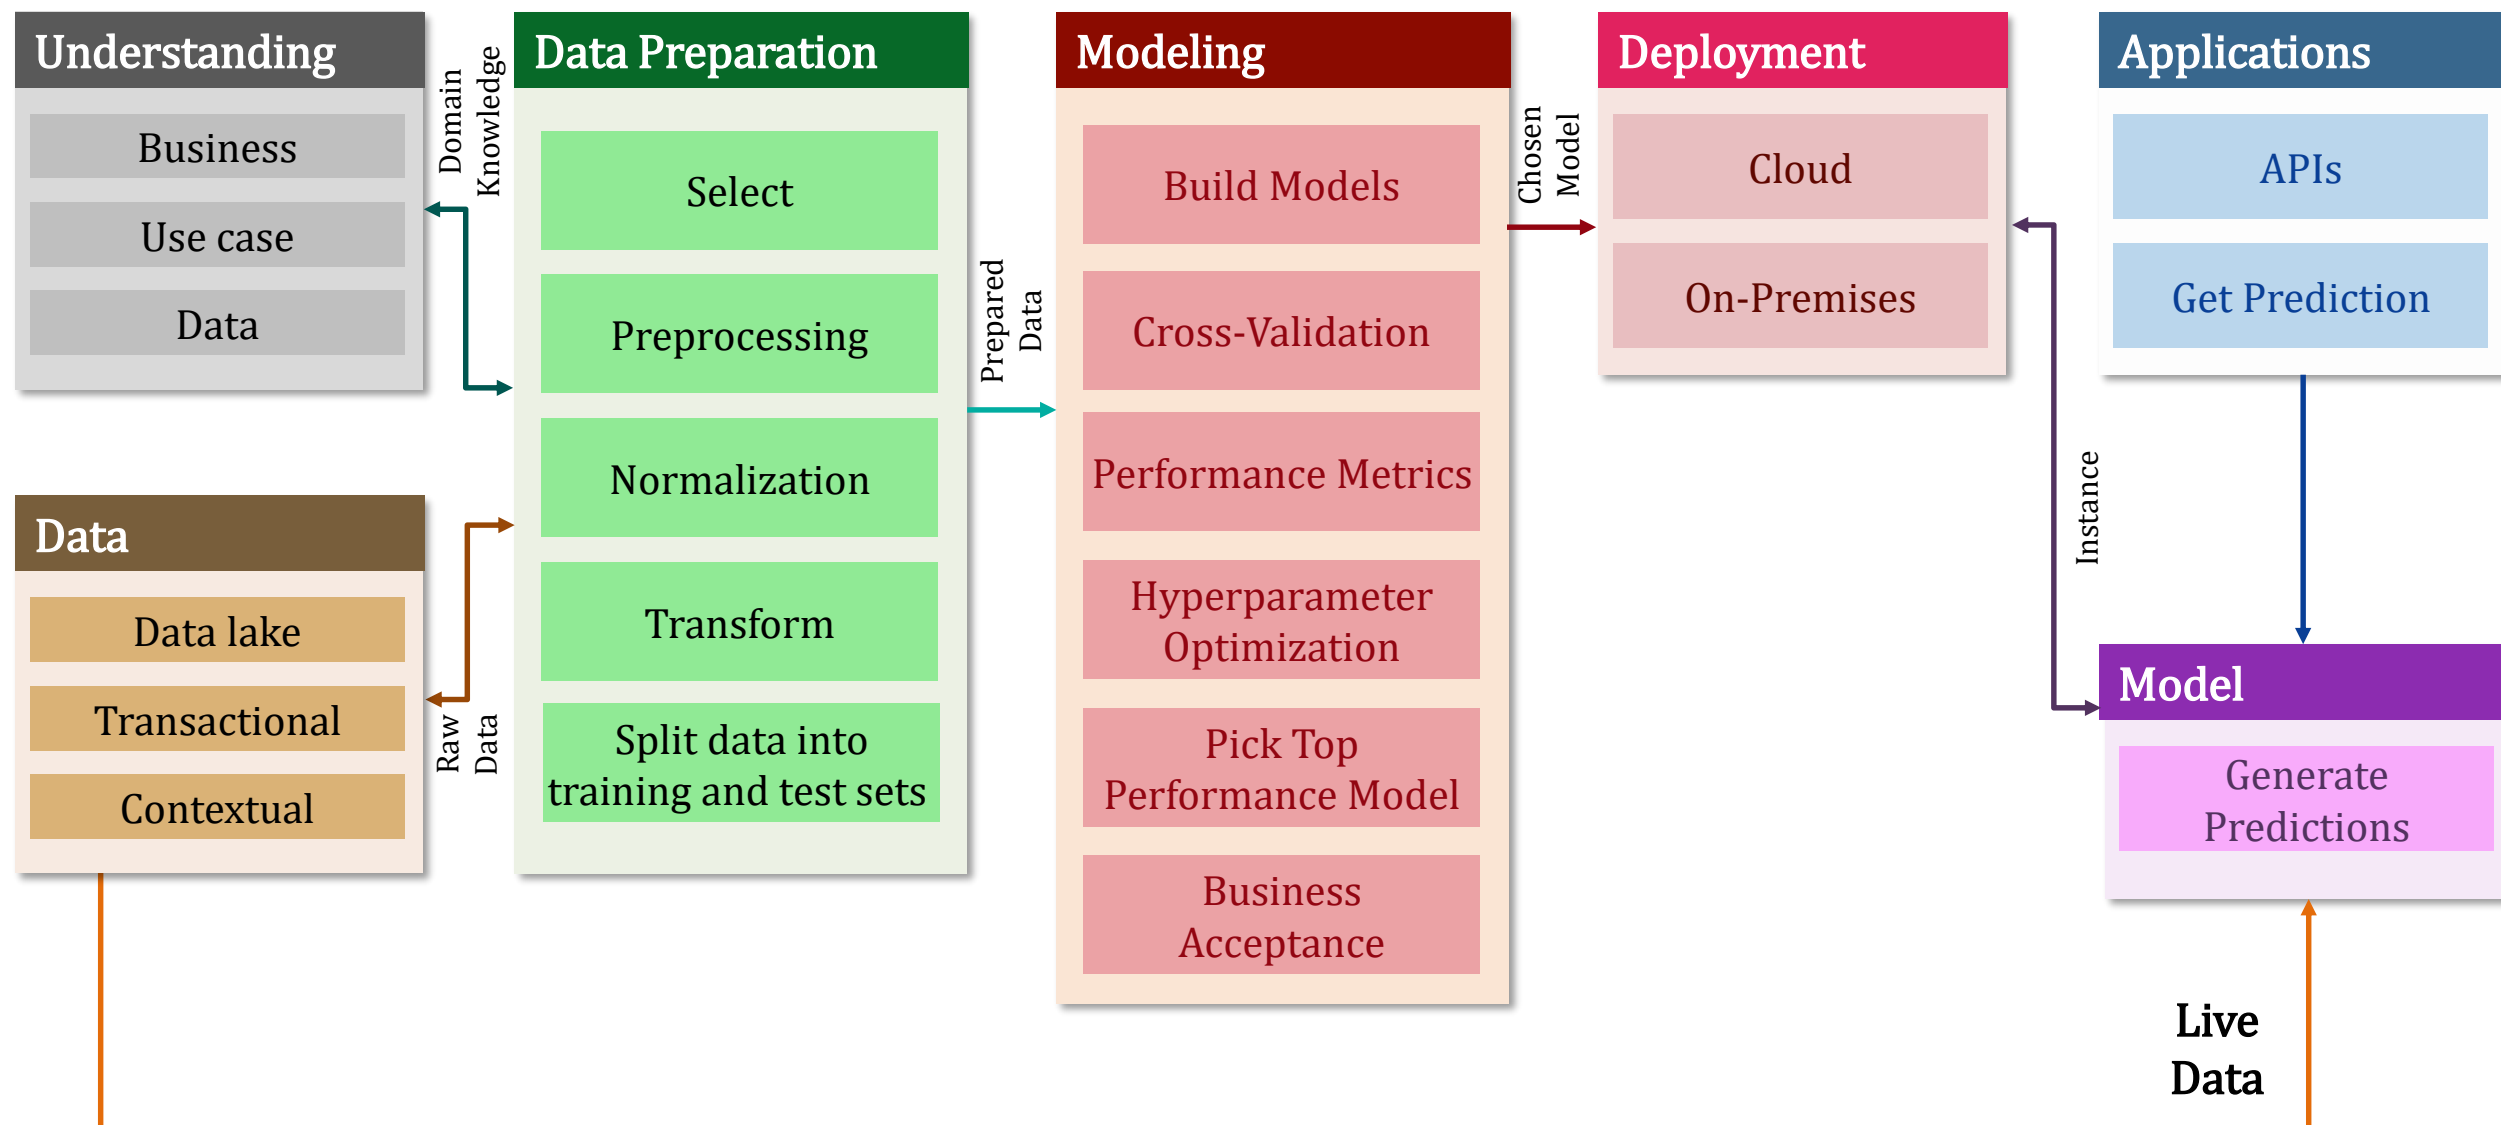 Understanding
Business
Use case
Data
Domain
Knowledge
Data
Data lake
Transactional
Contextual
Raw
Data
Data Preparation
Select
Preprocessing
Normalization
Transform
Split data into
training and test sets
Prepared
Data
Modeling
Build Models
Cross-Validation
Performance Metrics
Hyperparameter
Optimization
Pick Top
Performance Model
Business
Acceptance
Chosen
Model
Deployment
Cloud
On-Premises
Instance
Applications
APIs
Get Prediction
Model
Generate
Predictions
Live
Data